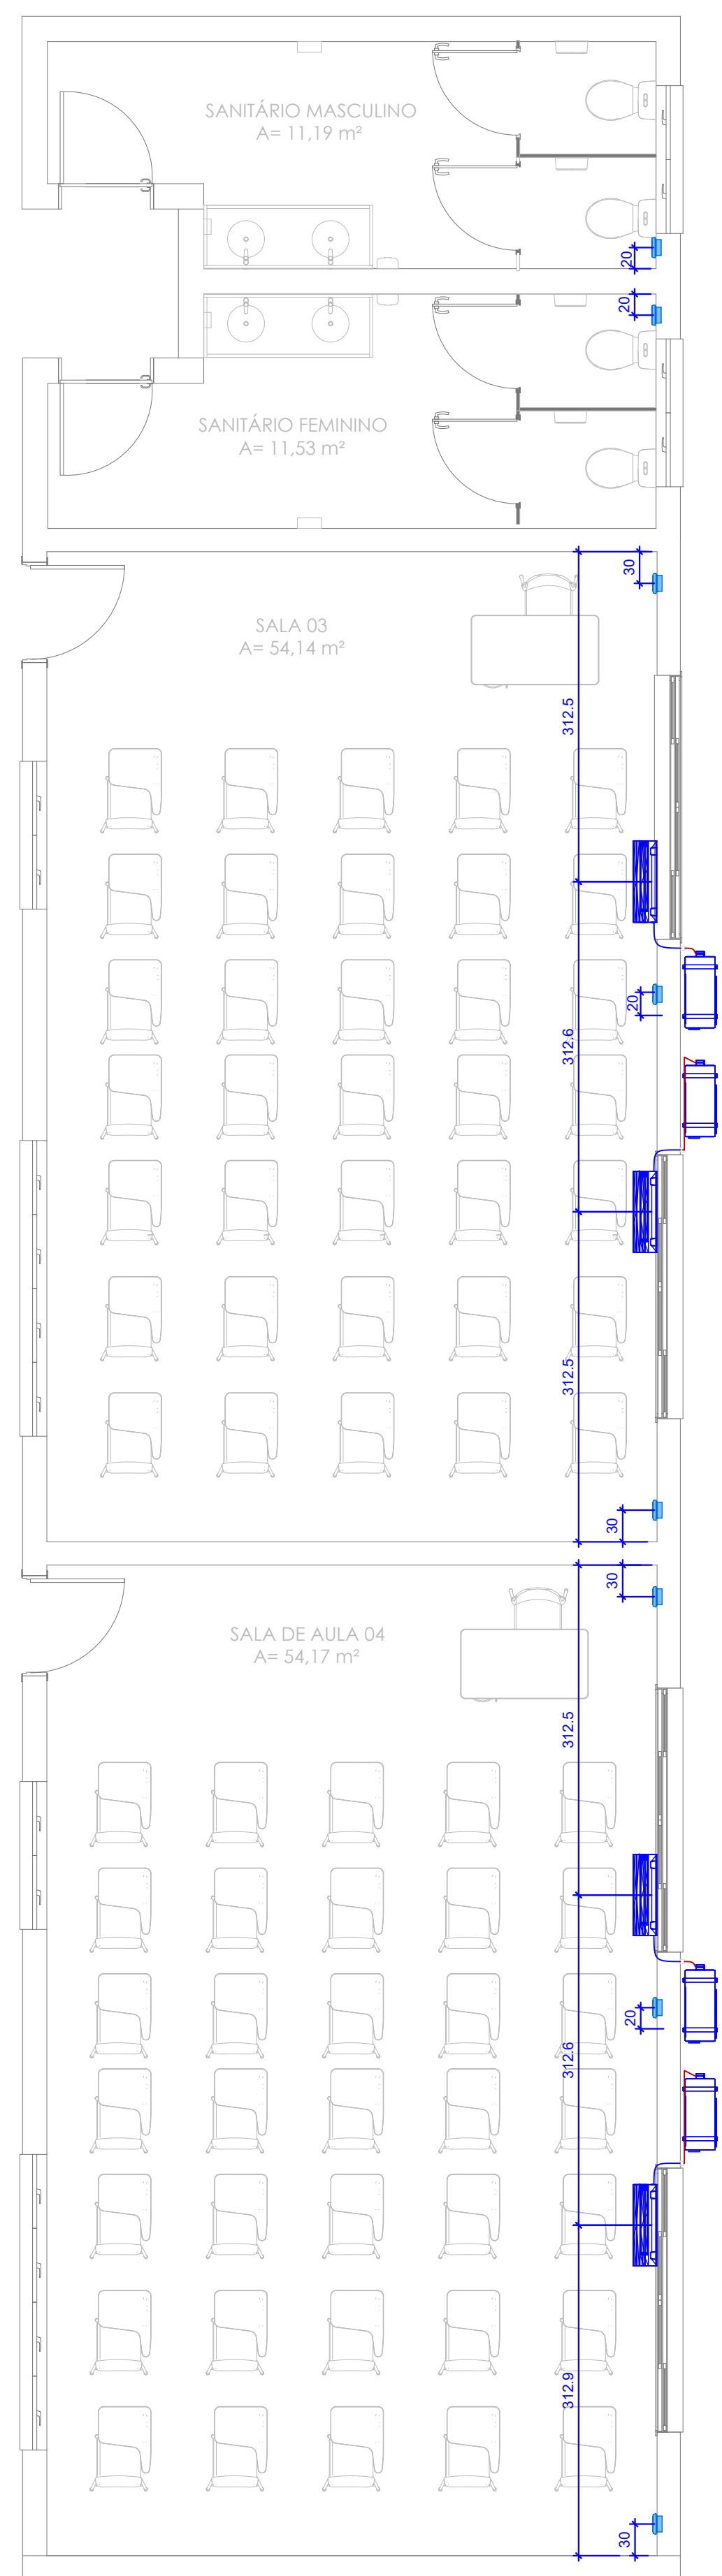 SANITÁRIO MASCULINO
A= 11,19 m²
20
20
SANITÁRIO FEMININO
A= 11,53 m²
30
SALA 03
A= 54,14 m²
312.5
20
312.6
312.5
30
30
SALA DE AULA 04
A= 54,17 m²
312.5
20
312.6
312.9
30